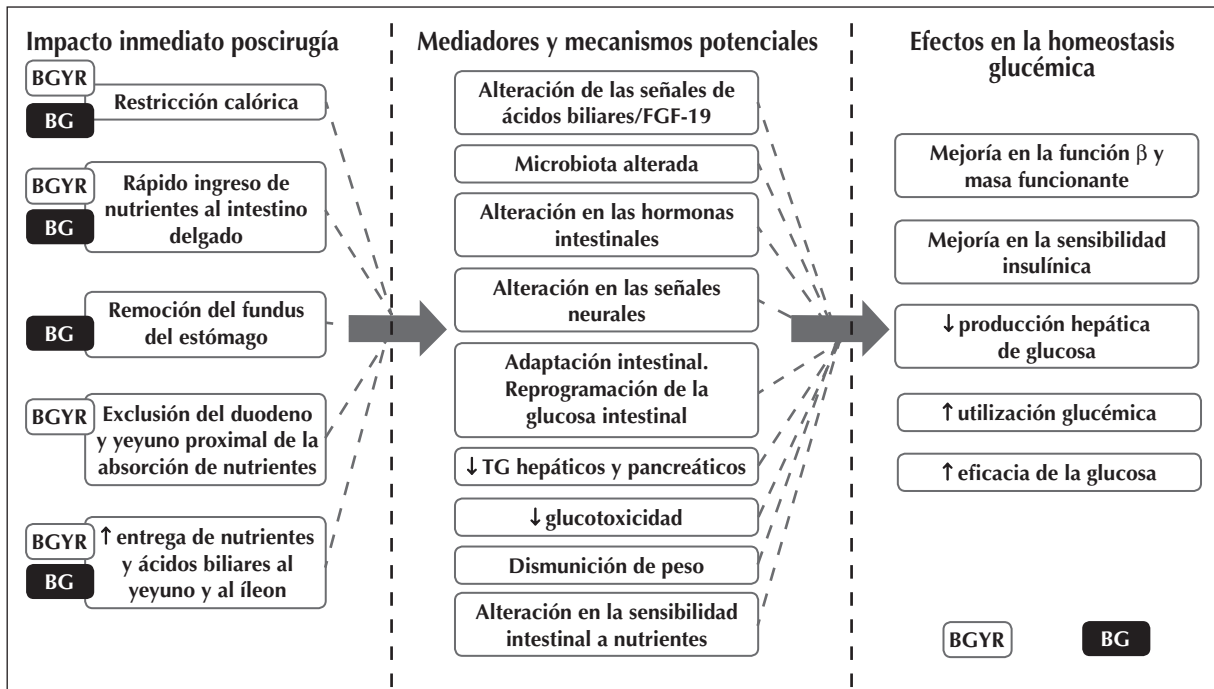 Impacto inmediato poscirugía
BGYR
BG
Restricción calórica
BGYR
BG
Rápido ingreso de
nutrientes al intestino
delgado
BG
Remoción del fundus
del estómago
BGYR
Exclusión del duodeno
y yeyuno proximal de la
absorción de nutrientes
BGYR
BG
↑ entrega de nutrientes
y ácidos biliares al
yeyuno y al íleon
Mediadores y mecanismos potenciales
Alteración de las señales de
ácidos biliares/FGF-19
Microbiota alterada
Alteración en las hormonas
intestinales
Alteración en las señales
neurales
Adaptación intestinal.
Reprogramación de la
glucosa intestinal
↓ TG hepáticos y pancreáticos
↓ glucotoxicidad
Dismunición de peso
Alteración en la sensibilidad
intestinal a nutrientes
Efectos en la homeostasis
glucémica
Mejoría en la función β y
masa funcionante
Mejoría en la sensibilidad
insulínica
↓ producción hepática
de glucosa
↑ utilización glucémica
↑ eficacia de la glucosa
BGYR
BG